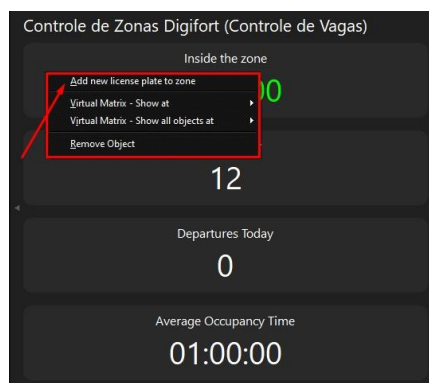 Controle de Zonas Digifort (Controle de Vagas)
Inside the zone
Add new license plate to zone
Virtual Matrix - Show at
Virtual Matrix - Show all objects at
Remove Object
12
Departures Today
0
Average Occupancy Time
01:00:00